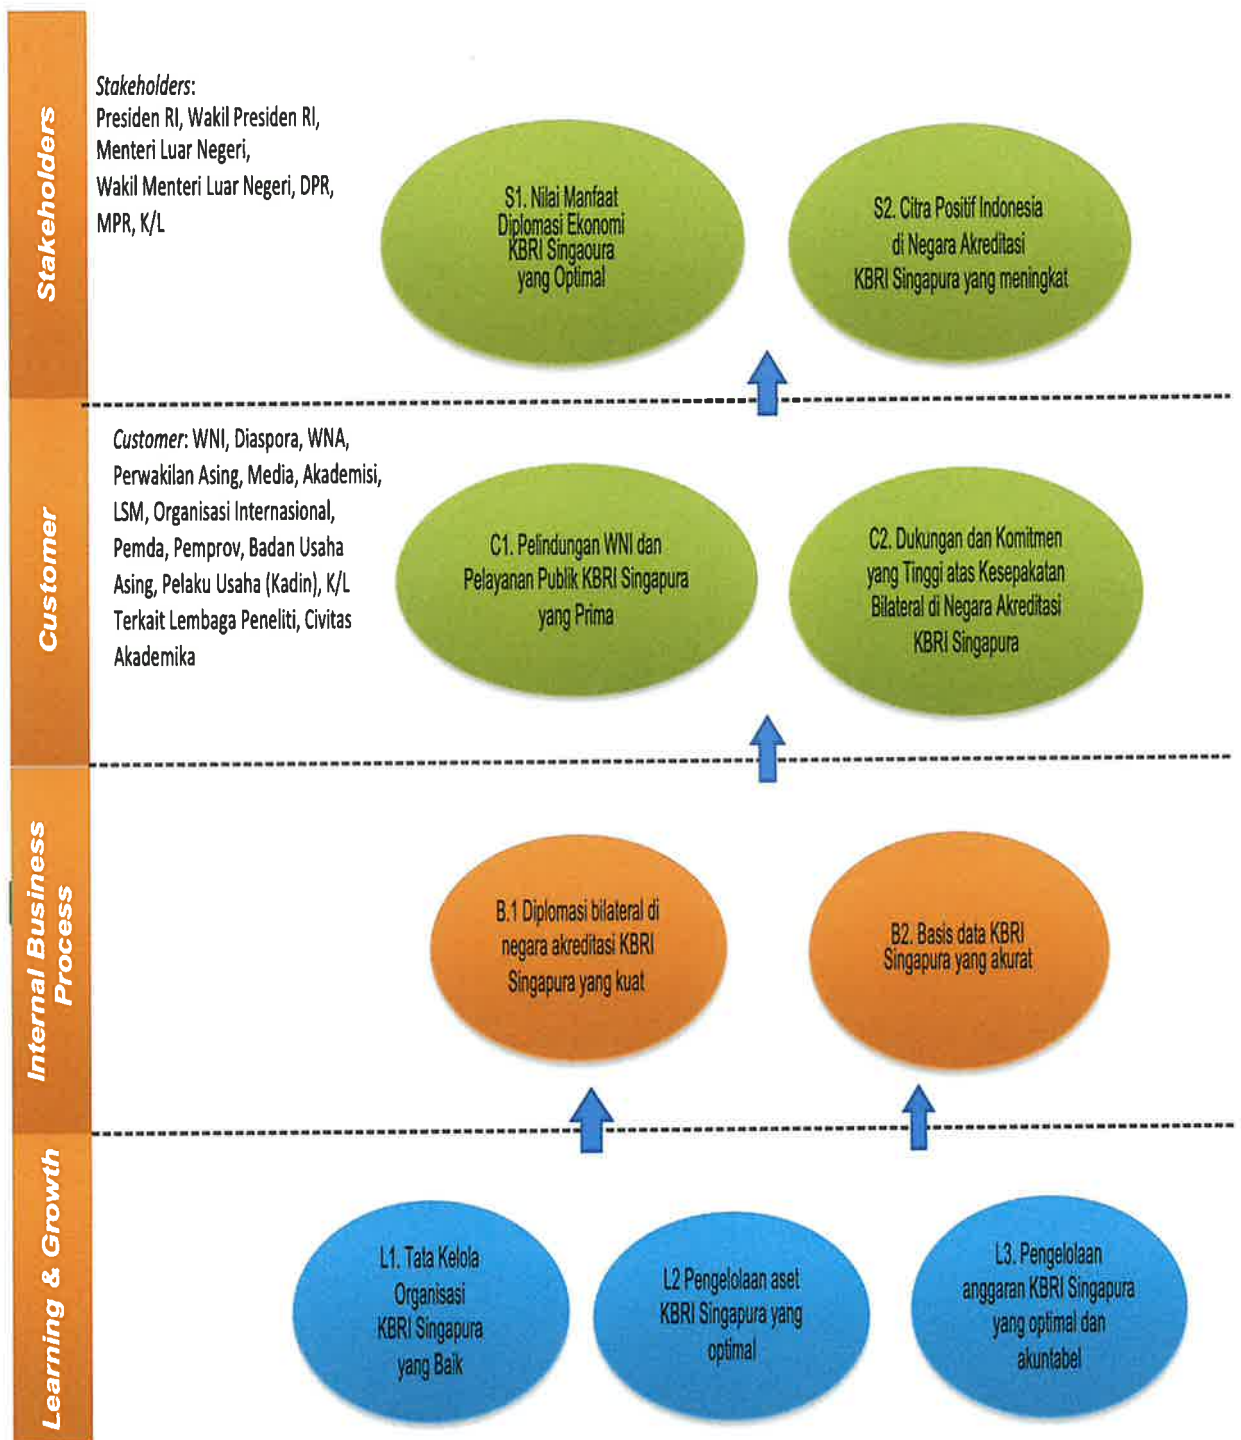 Stakeholders
Stakeholders:
Presiden RI, Wakil Presiden RI,
Menteri Luar Negeri,
Wakil Menteri Luar Negeri, DPR,
MPR, K/L
S1. Nilai Manfaat
Diplomasi Ekonomi
KBRI Singaoura
yang Optimal
S2. Citra Positif Indonesia
di Negara Akreditasi
KBRI Singapura yang meningkat
Customer
Customer: WNI, Diaspora, WNA,
Perwakilan Asing, Media, Akademisi,
LSM, Organisasi Internasional,
Pemda, Pemprov, Badan Usaha
Asing, Pelaku Usaha (Kadin), K/L
Terkait Lembaga Peneliti, Civitas
Akademika
C1. Pelindungan WNI dan
Pelayanan Publik KBRI Singapura
yang Prima
C2. Dukungan dan Komitmen
yang Tinggi atas Kesepakatan
Bilateral di Negara Akreditasi
KBRI Singapura
Internal Business
Process
B.1 Diplomasi bilateral di
negara akreditasi KBRI
Singapura yang kuat
B2. Basis data KBRI
Singapura yang akurat
Learning & Growth
L1. Tata Kelola
Organisasi
KBRI Singapura
yang Baik
L2 Pengelolaan aset
KBRI Singapura yang
optimal
L3. Pengelolaan
anggaran KBRI Singapura
yang optimal dan
akuntabel